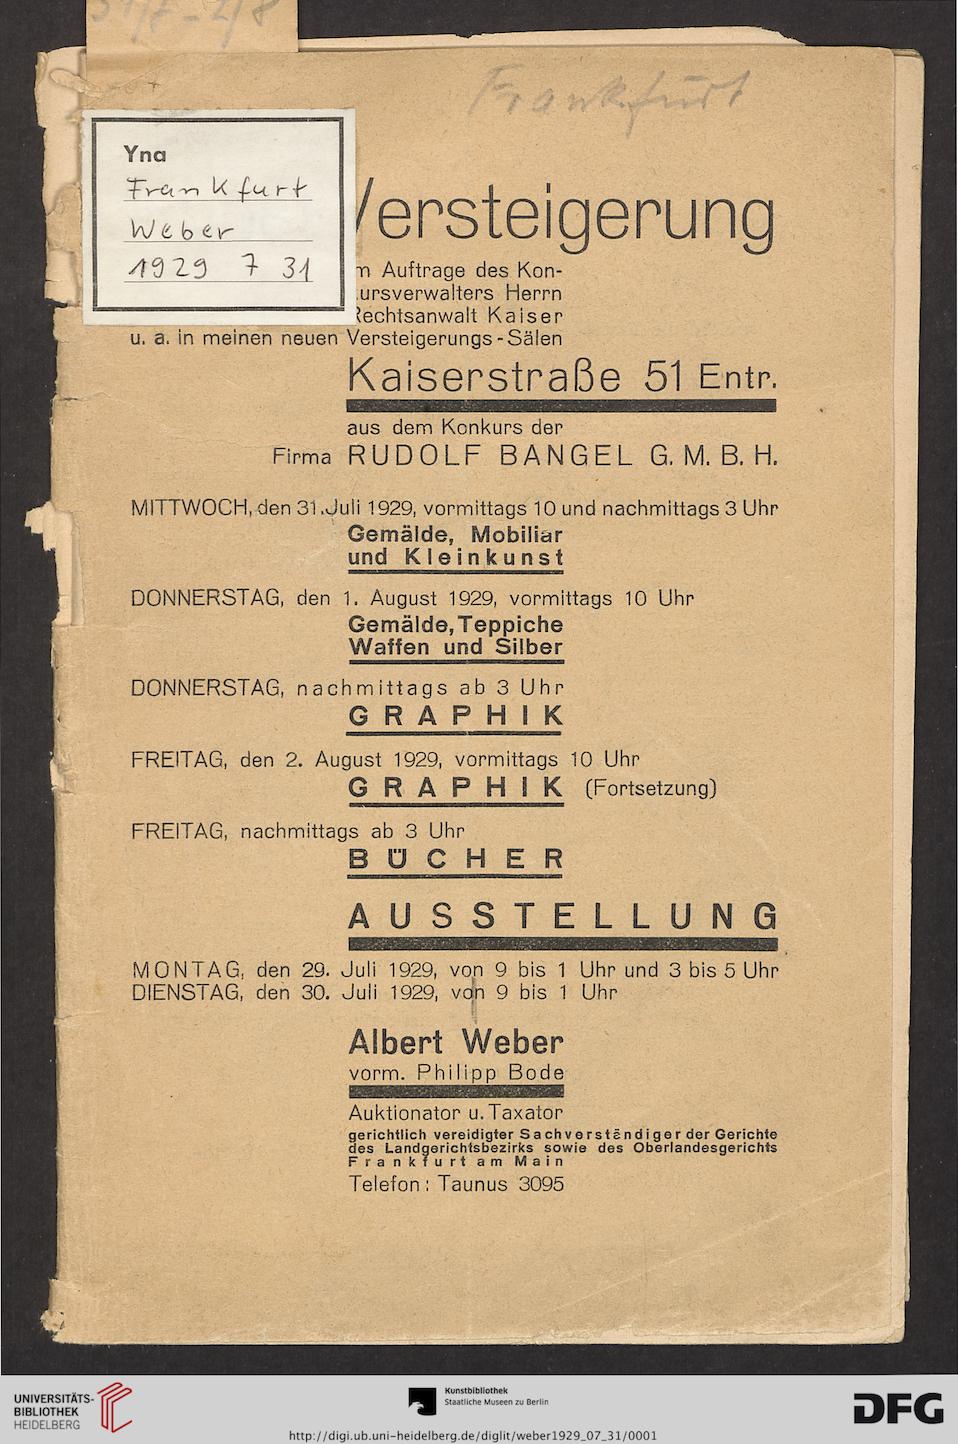 Frankfurt
Yna
Frankfurt
Weber
1929 7 31
Versteigerung
m Auftrage des Kon-
ursverwalters Herrn
Rechtsanwalt Kaiser
u. a. in meinen neuen Versteigerungs-Sälen
Kaiserstraße 51 Entr.
aus dem Konkurs der
Firma RUDOLF BANGEL G. M. B. H.
MITTWOCH, den 31. Juli 1929, vormittags 10 und nachmittags 3 Uhr
Gemälde, Mobiliar
und Kleinkunst
DONNERSTAG, den 1. August 1929, vormittags 10 Uhr
Gemälde, Teppiche
Waffen und Silber
DONNERSTAG, nachmittags ab 3 Uhr
GRAPHIK
FREITAG, den 2. August 1929, vormittags 10 Uhr
GRAPHIK (Fortsetzung)
FREITAG, nachmittags ab 3 Uhr
BÜCHER
AUSSTELLUNG
MONTAG, den 29. Juli 1929, von 9 bis 1 Uhr und 3 bis 5 Uhr
DIENSTAG, den 30. Juli 1929, von 9 bis 1 Uhr
Albert Weber
vorm. Philipp Bode
Auktionator u. Taxator
gerichtlich vereidigter Sachverständiger der Gerichte
des Landgerichtsbezirks sowie des Oberlandesgerichts
Frankfurt am Main
Telefon: Taunus 3095
UNIVERSITÄTS-
BIBLIOTHEK
HEIDELBERG
Kunstbibliothek
Staatliche Museen zu Berlin
DFG
http://digi.ub.uni-heidelberg.de/diglit/weber1929_07_31/0001